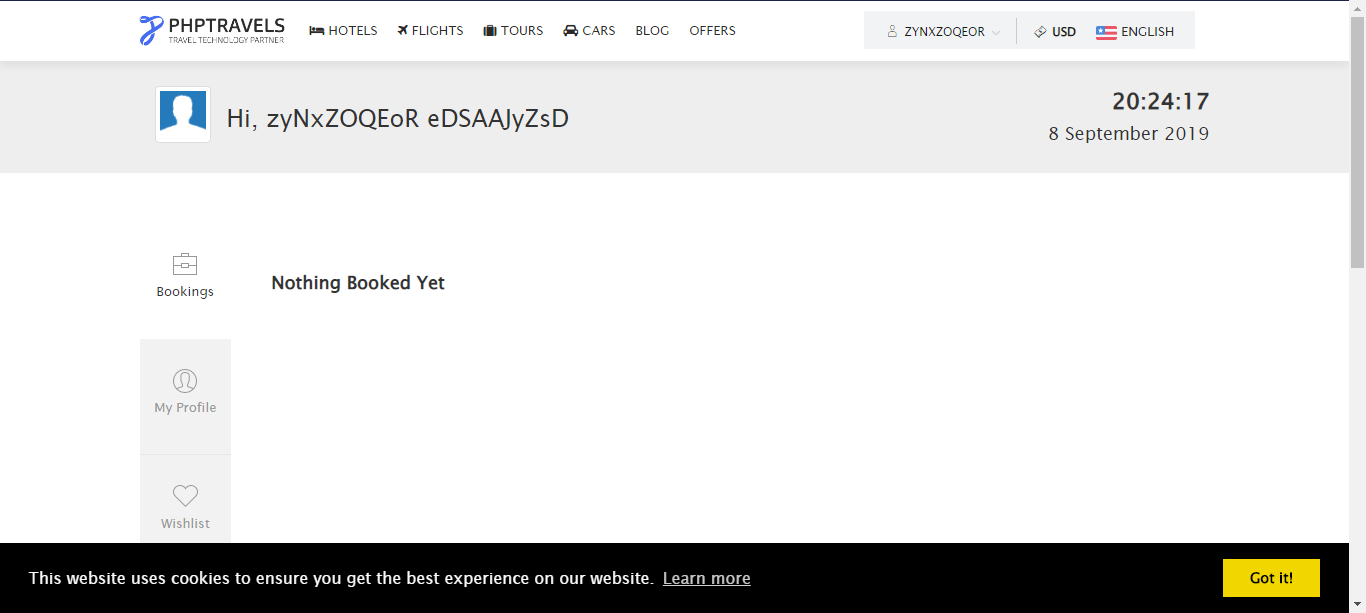 PHPTRAVELS
TRAVEL TECHNOLOGY PARTNER
HOTELS FLIGHTS TOURS CARS BLOG OFFERS ZYNXZOQEOR USD ENGLISH
Hi, zyNxZOQEoR eDSAAJyZsD
20:24:17
8 September 2019
Bookings
Nothing Booked Yet
My Profile
Wishlist
This website uses cookies to ensure you get the best experience on our website. Learn more Got it!